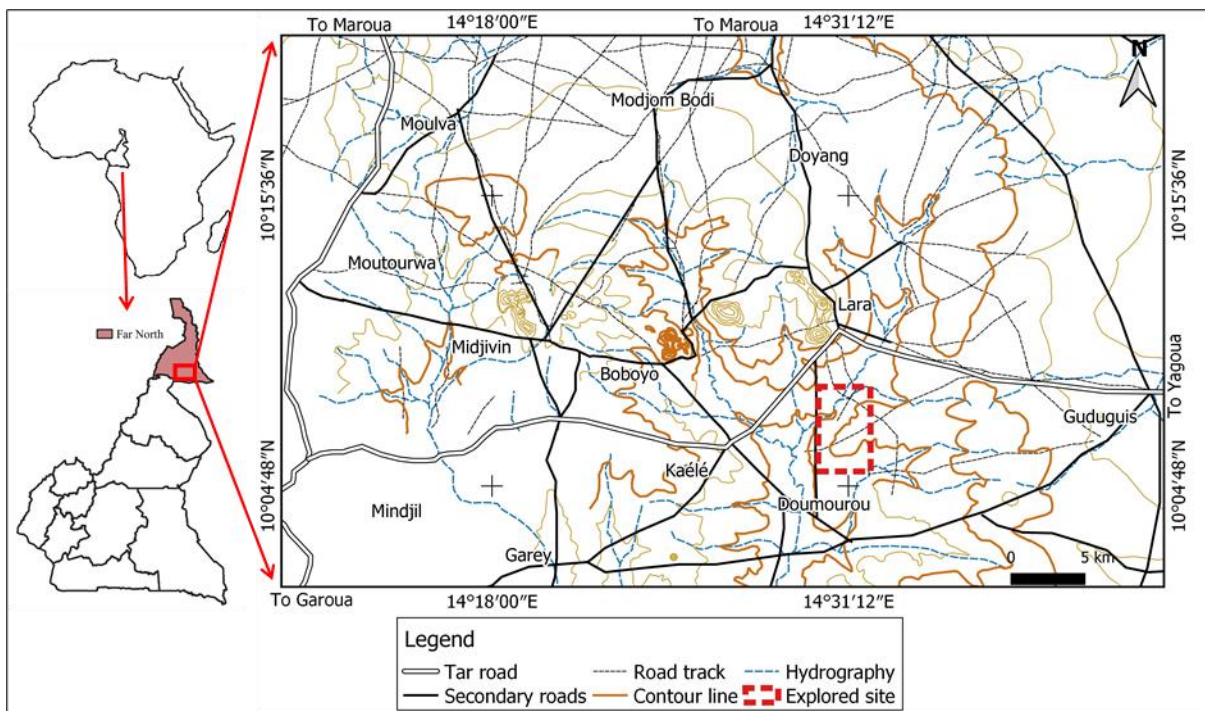 To Maroua
14°18'00"E
To Maroua
14°31'12"E
N
Modjom Bodi
Moulva
Doyang
10°15'36"N
10°15'36"N
Moutourwa
Lara
Far North
Midjivin
Boboyo
To Yagoua
Guduguis
Kaélé
10°04'48"N
10°04'48"N
Mindjil
Doumourou
Garey
0 5 km
To Garoua
14°18'00"E
14°31'12"E
Legend
Tar road
Road track
Hydrography
Secondary roads
Contour line
Explored site